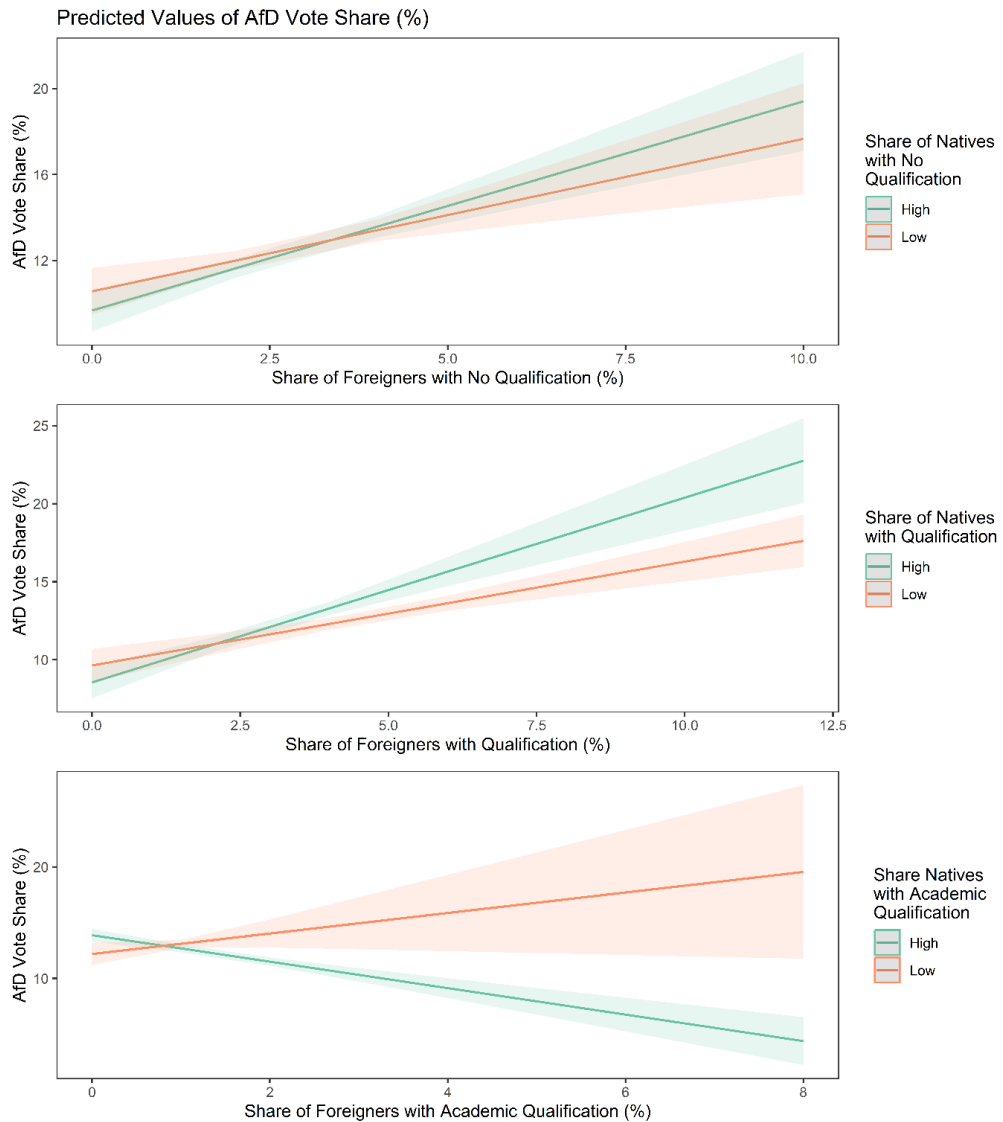 Predicted Values of AfD Vote Share (%)
AfD Vote Share (%)
20
16
12
0.0 2.5 5.0 7.5 10.0
Share of Foreigners with No Qualification (%)
Share of Natives
with No
Qualification
High
Low
AfD Vote Share (%)
25
20
15
10
0.0 2.5 5.0 7.5 10.0 12.5
Share of Foreigners with Qualification (%)
Share of Natives
with Qualification
High
Low
AfD Vote Share (%)
20
10
0 2 4 6 8
Share of Foreigners with Academic Qualification (%)
Share Natives
with Academic
Qualification
High
Low